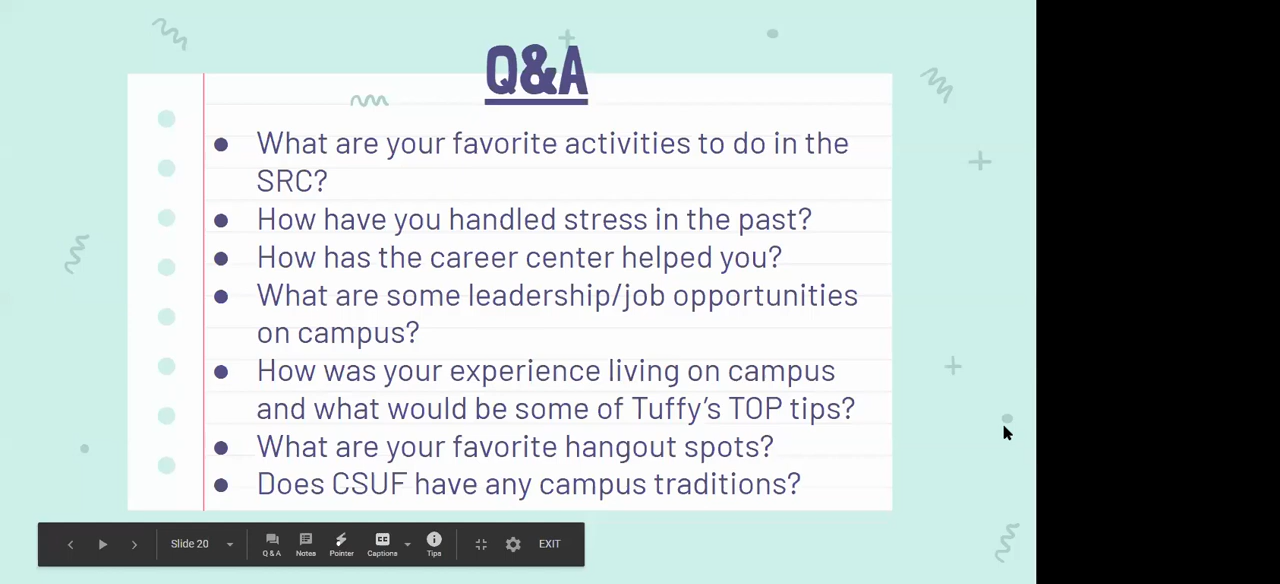 Q&A
● What are your favorite activities to do in the
SRC?
● How have you handled stress in the past?
● How has the career center helped you?
● What are some leadership/job opportunities
on campus?
● How was your experience living on campus
and what would be some of Tuffy's TOP tips?
● What are your favorite hangout spots?
● Does CSUF have any campus traditions?
Slide 20
Q & A
Notes
Pointer
Captions
Tips
EXIT